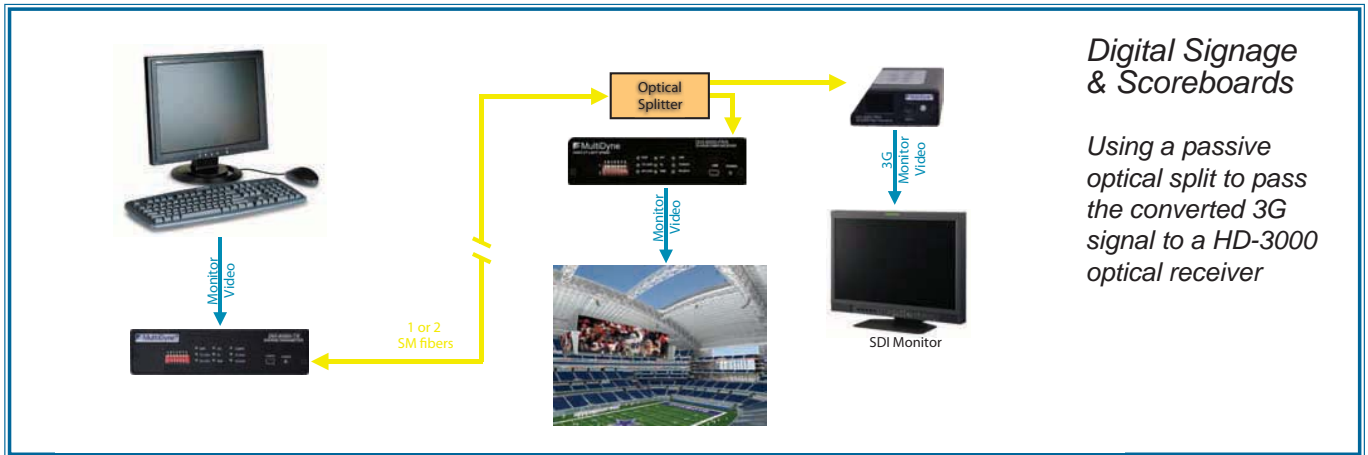 Digital Signage
& Scoreboards
Using a passive
optical split to pass
the converted 3G
signal to a HD-3000
optical receiver
Optical
Splitter
MultiDyne
Monitor
Video
3G
Monitor
Video
Monitor
Video
MultiDyne
1 or 2
SM fibers
SDI Monitor